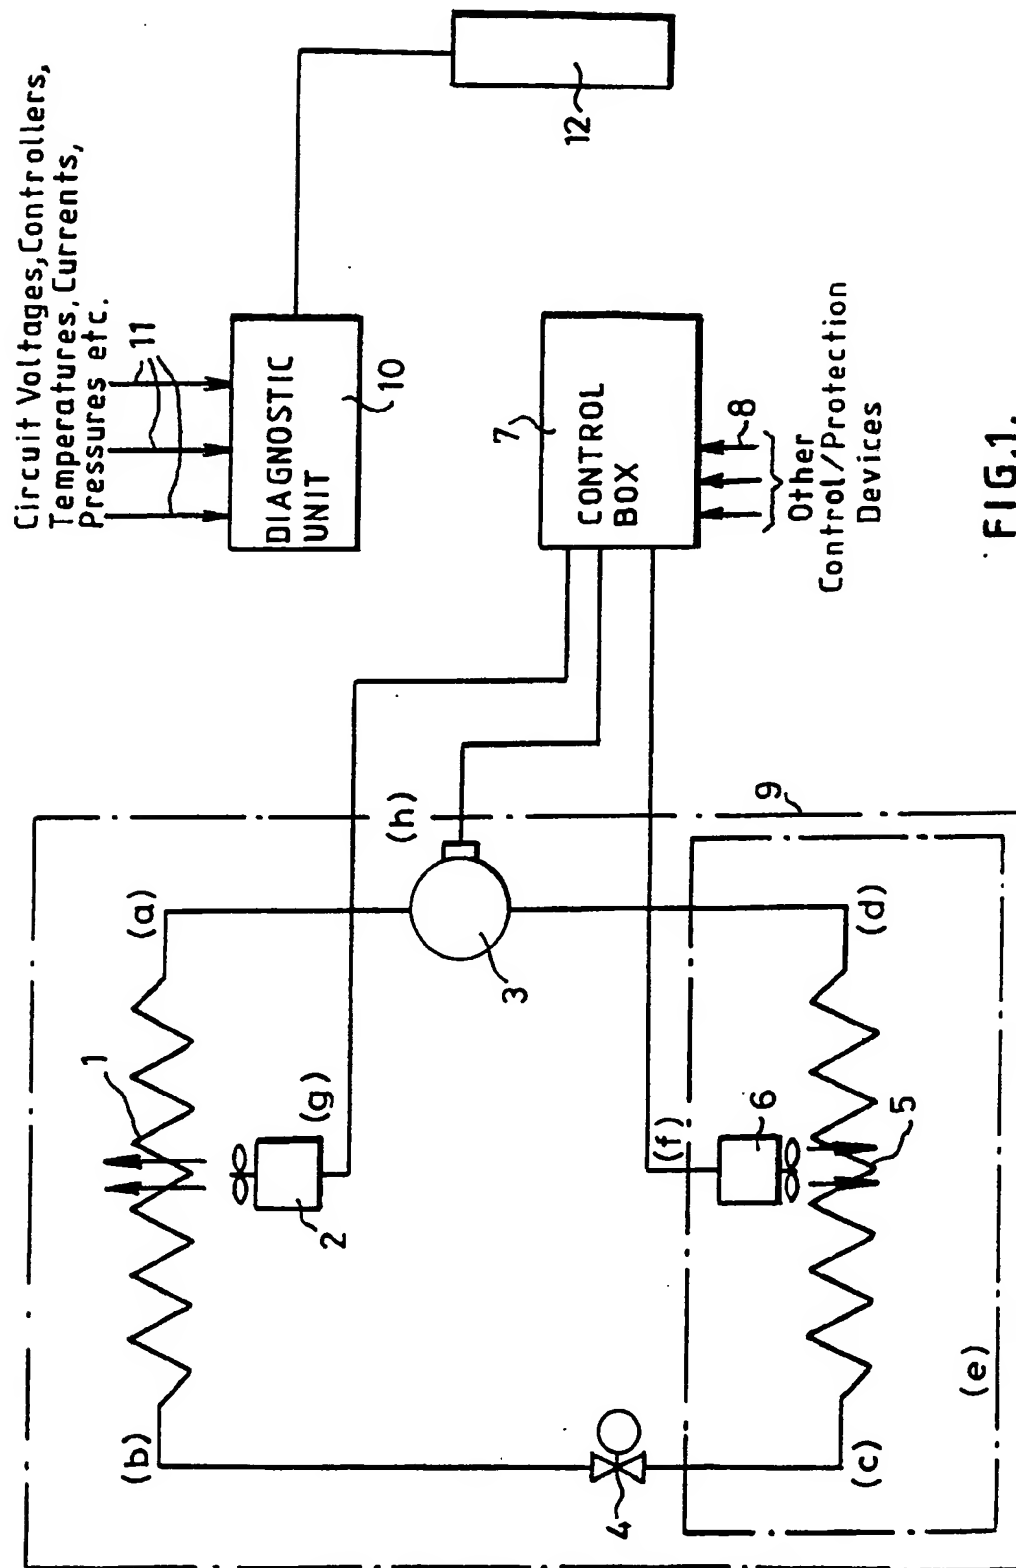 Circuit Voltages, Controllers,
Temperatures, Currents,
Pressures etc.
11
DIAGNOSTIC
UNIT
10
12
7
CONTROL
BOX
8
Other
Control/Protection
Devices
9
(a)
(b)
(c)
(d)
(e)
(f)
(g)
(h)
1
2
3
4
5
6
FIG.1.